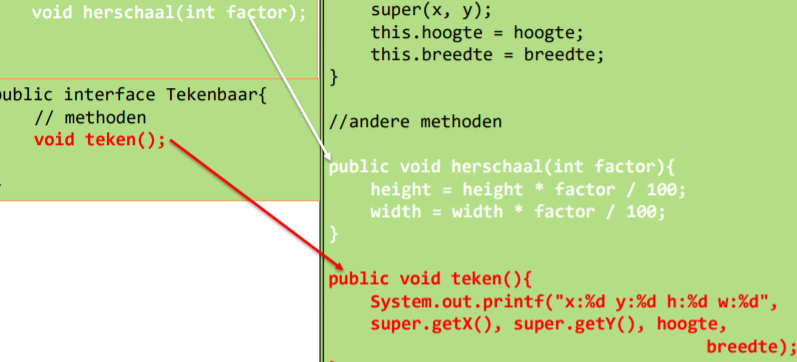 void herschaal(int factor);
public interface Tekenbaar{
// methoden
void teken();
super(x, y);
this.hoogte = hoogte;
this.breedte = breedte;
}
//andere methoden
public void herschaal(int factor){
height = height * factor / 100;
width = width * factor / 100;
}
public void teken(){
System.out.printf("x:%d y:%d h:%d w:%d",
super.getX(), super.getY(), hoogte,
breedte);